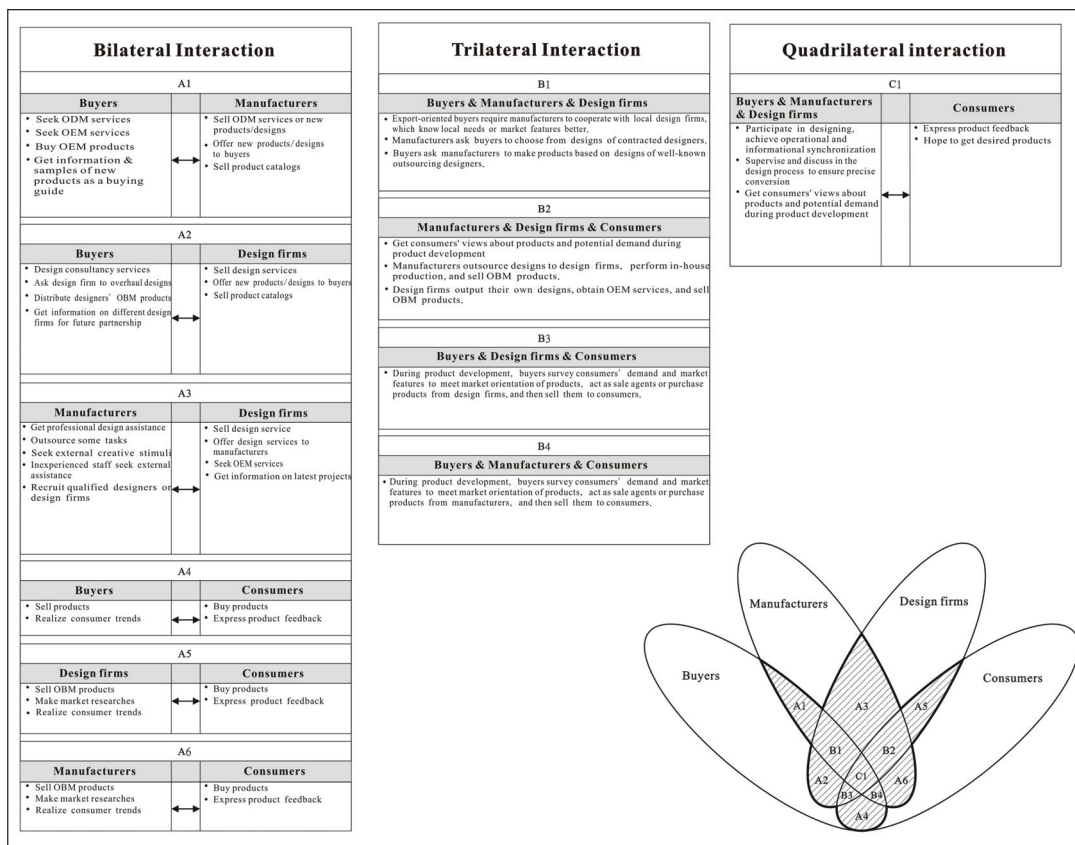 Bilateral Interaction
A1
Buyers
Manufacturers
• Seek ODM services
• Seek OEM services
• Buy OEM products
• Get information &
samples of new
products as a buying
guide
• Sell ODM services or new
products/designs
• Offer new products/designs
to buyers
• Sell product catalogs
A2
Buyers
Design firms
• Design consultancy services
• Ask design firm to overhaul designs
• Distribute designers' OBM products
• Get information on different design
firms for future partnership
• Sell design services
• Offer new products/designs to buyers
• Sell product catalogs
A3
Manufacturers
Design firms
• Get professional design assistance
• Outsource some tasks
• Seek external creative stimuli
• Inexperienced staff seek external
assistance
• Recruit qualified designers or
design firms
• Sell design service
• Offer design services to
manufacturers
• Seek OEM services
• Get information on latest projects
A4
Buyers
Consumers
• Sell products
• Realize consumer trends
• Buy products
• Express product feedback
A5
Design firms
Consumers
• Sell OBM products
• Make market researches
• Realize consumer trends
• Buy products
• Express product feedback
A6
Manufacturers
Consumers
• Sell OBM products
• Make market researches
• Realize consumer trends
• Buy products
• Express product feedback
Trilateral Interaction
B1
Buyers & Manufacturers & Design firms
• Export-oriented buyers require manufacturers to cooperate with local design firms,
which know local needs or market features better.
• Manufacturers ask buyers to choose from designs of contracted designers.
• Buyers ask manufacturers to make products based on designs of well-known
outsourcing designers.
B2
Manufacturers & Design firms & Consumers
• Get consumers' views about products and potential demand during
product development
• Manufacturers outsource designs to design firms, perform in-house
production, and sell OBM products.
• Design firms output their own designs, obtain OEM services, and sell
OBM products.
B3
Buyers & Design firms & Consumers
• During product development, buyers survey consumers' demand and market
features to meet market orientation of products, act as sale agents or purchase
products from design firms, and then sell them to consumers.
B4
Buyers & Manufacturers & Consumers
• During product development, buyers survey consumers' demand and market
features to meet market orientation of products, act as sale agents or purchase
products from manufacturers, and then sell them to consumers.
Quadrilateral interaction
C1
Buyers & Manufacturers
& Design firms
Consumers
• Participate in designing,
achieve operational and
informational synchronization
• Supervise and discuss in the
design process to ensure precise
conversion
• Get consumers' views about
products and potential demand
during product development
• Express product feedback
• Hope to get desired products
Manufacturers
Design firms
Buyers
Consumers
A1
A3
A5
B1
B2
A2
C1
A6
B3
B4
A4